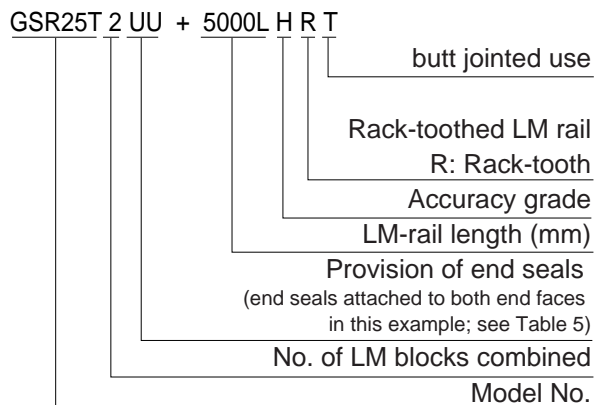 GSR25T 2 UU + 5000L H R T
butt jointed use
Rack-toothed LM rail
R: Rack-tooth
Accuracy grade
LM-rail length (mm)
Provision of end seals
(end seals attached to both end faces
in this example; see Table 5)
No. of LM blocks combined
Model No.